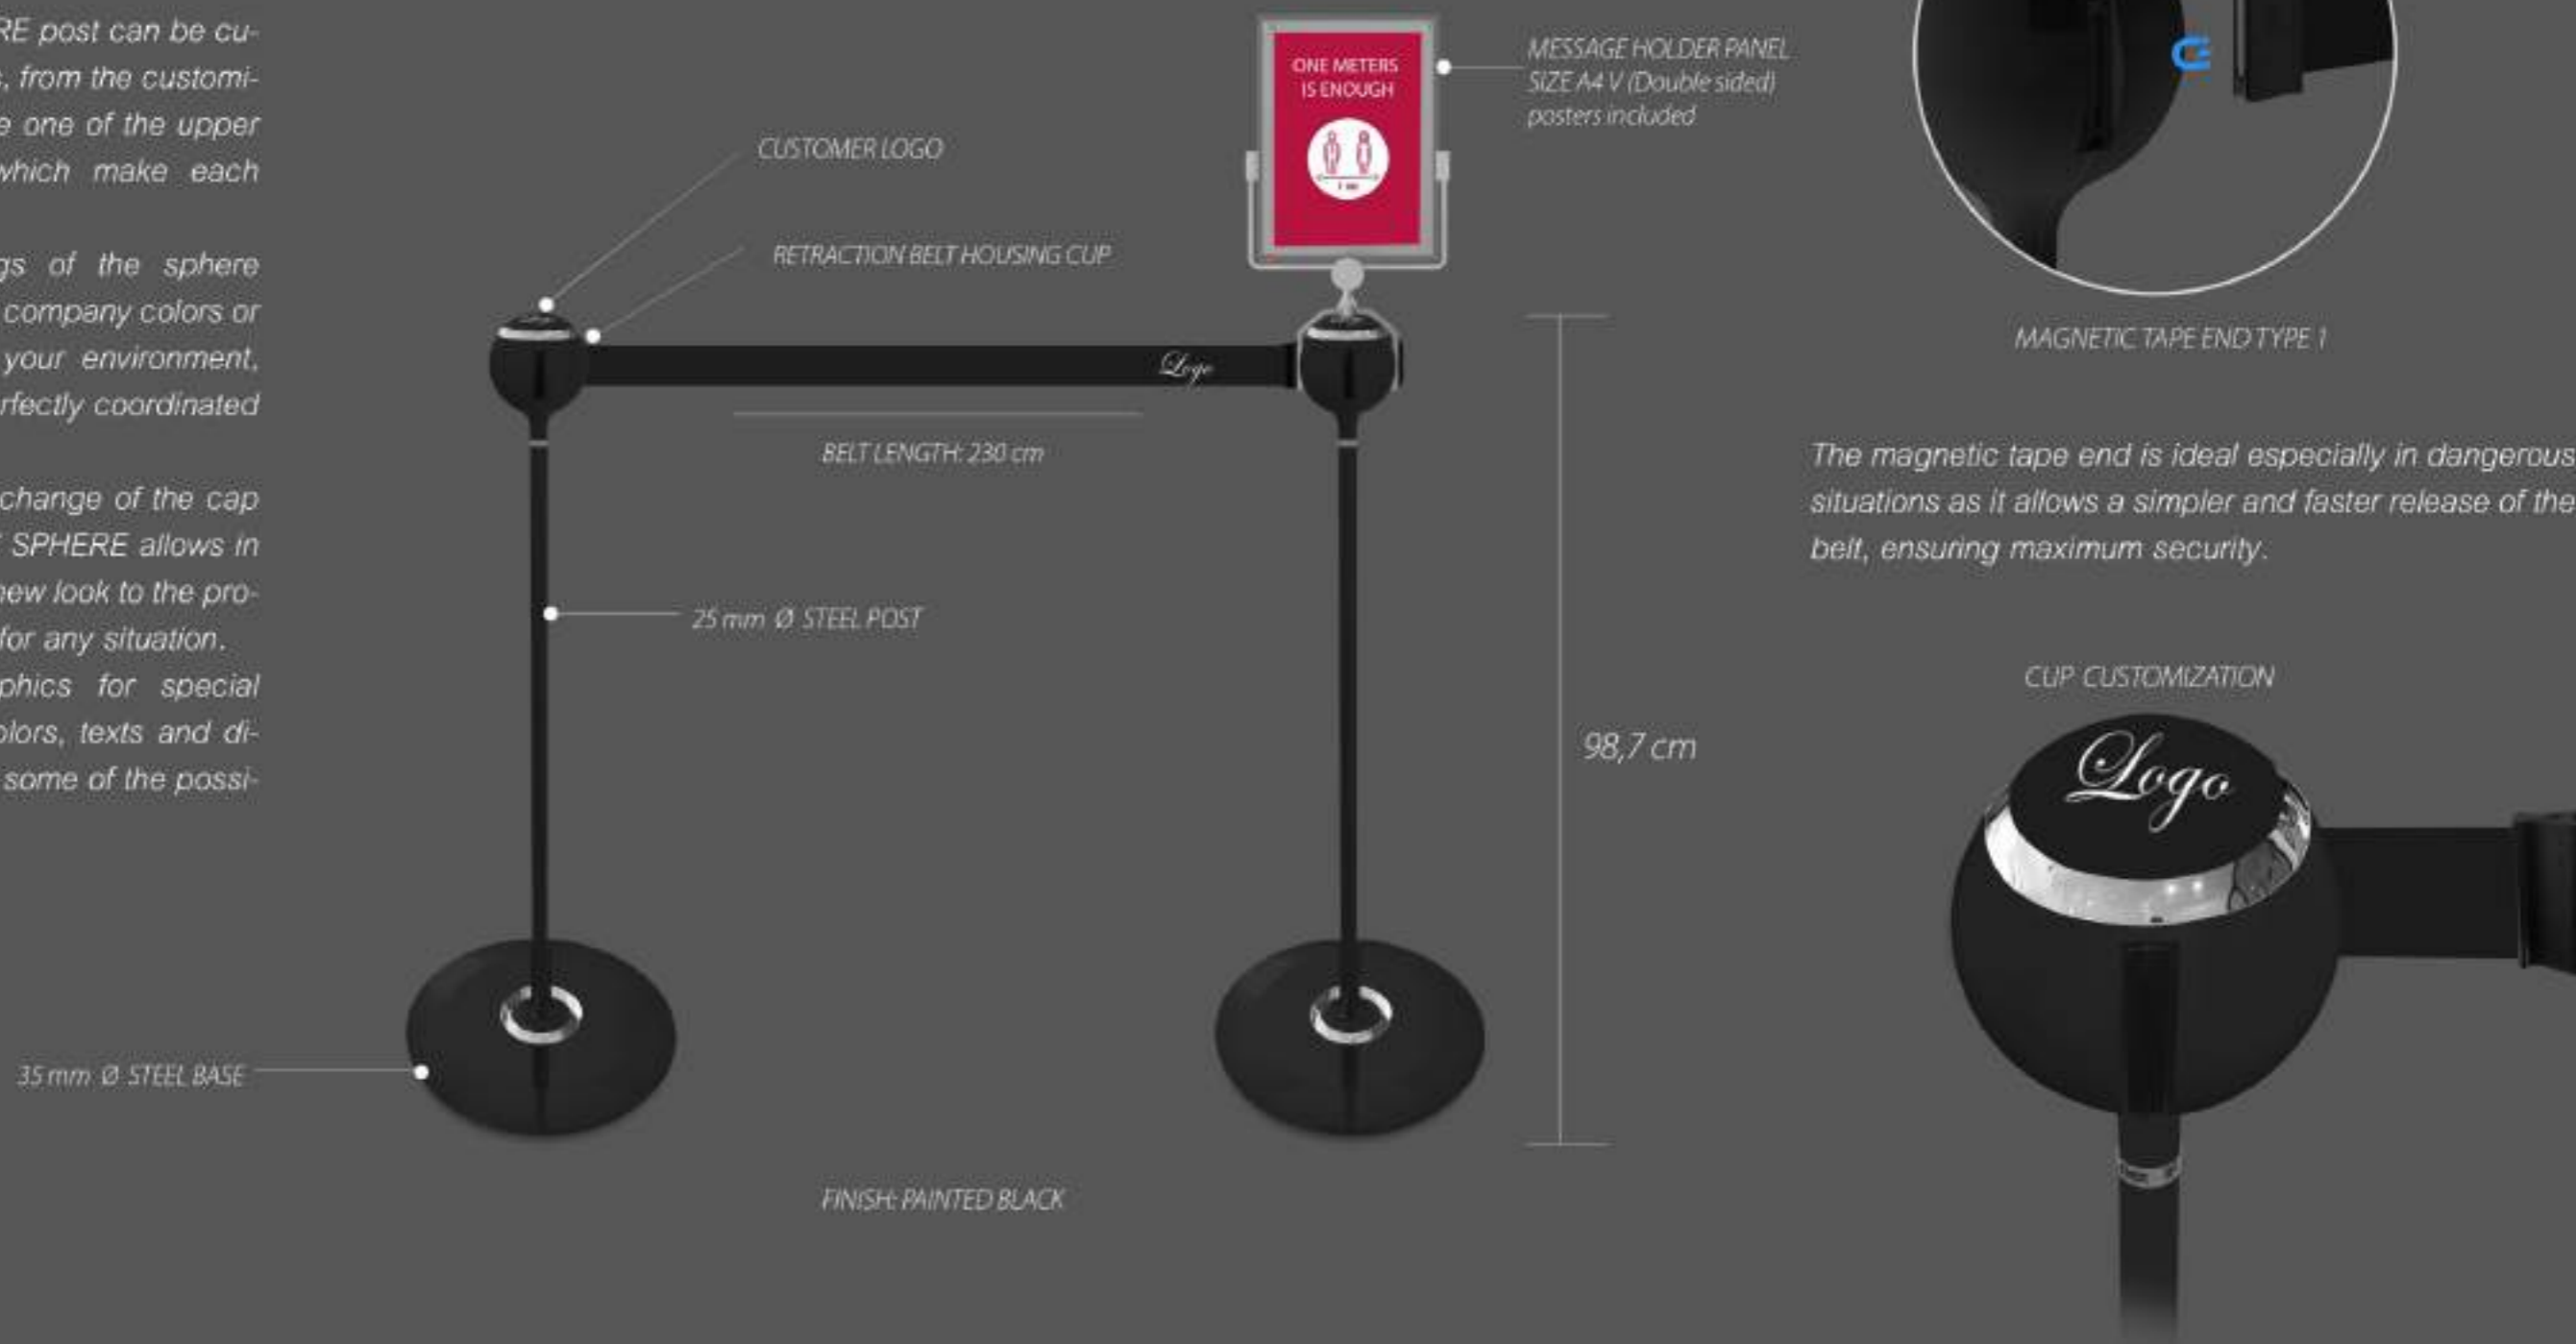 RE post can be cu-
, from the customi-
e one of the upper
which make each
gs of the sphere
company colors or
your environment,
rfectly coordinated
change of the cap
SPHERE allows in
new look to the pro-
for any situation.
phics for special
olors, texts and di-
some of the possi-
CUSTOMER LOGO
RETRACTION BELT HOUSING CUP
ONE METERS
IS ENOUGH
MESSAGE HOLDER PANEL
SIZE A4 V (Double sided)
posters included
Logo
BELT LENGTH: 230 cm
25 mm Ø STEEL POST
98,7 cm
35 mm Ø STEEL BASE
FINISH: PAINTED BLACK
MAGNETIC TAPE END TYPE 1
The magnetic tape end is ideal especially in dangerous
situations as it allows a simpler and faster release of the
belt, ensuring maximum security.
CUP CUSTOMIZATION
Logo